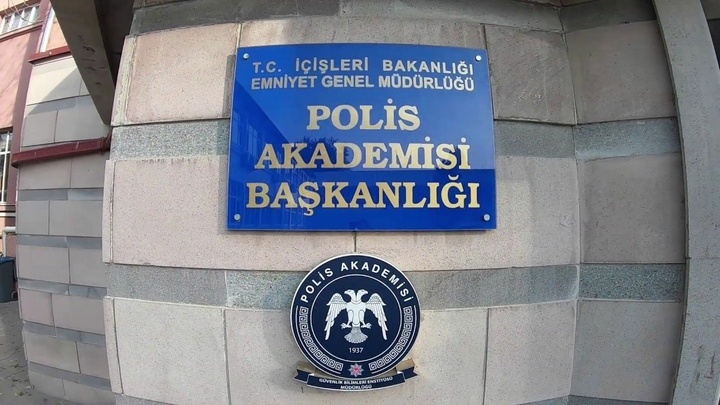 T.C. İÇİŞLERİ BAKANLIĞI
EMNİYET GENEL MÜDÜRLÜĞÜ
POLİS
AKADEMİSİ
BAŞKANLIĞI
POLİS AKADEMİSİ
1937
GÜVENLİK BİLİMLERİ ENSTİTÜSÜ
MÜDÜRLÜĞÜ